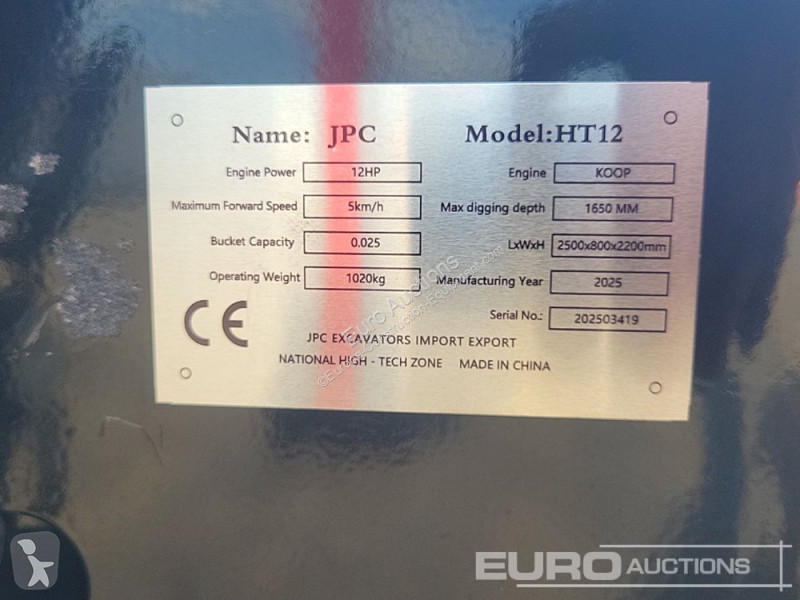 Name: JPC Model:HT12
Engine Power 12HP Engine KOOP
Maximum Forward Speed 5km/h Max digging depth 1650 MM
Bucket Capacity 0.025 LxWxH 2500x800x2200mm
Operating Weight 1020kg Manufacturing Year 2025
Serial No.: 202503419
CE
JPC EXCAVATORS IMPORT EXPORT
NATIONAL HIGH - TECH ZONE MADE IN CHINA
Euro Auctions
EURO AUCTIONS